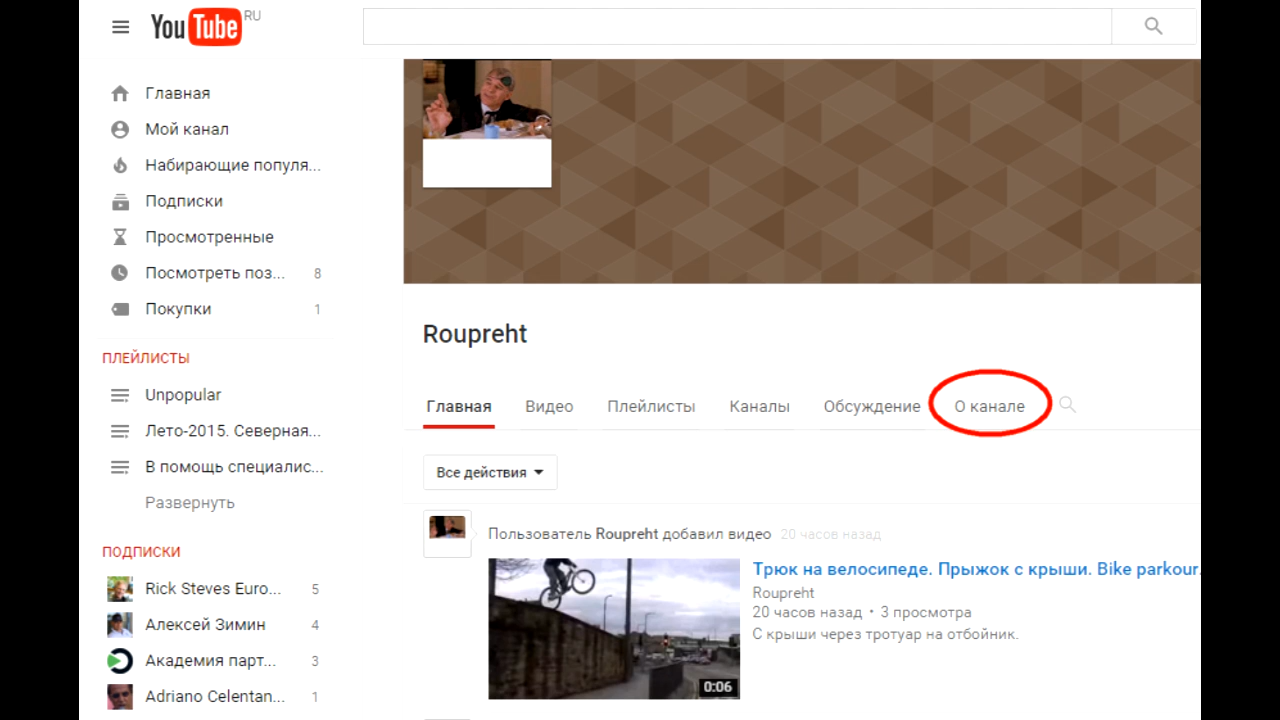 YouTube RU
Главная
Мой канал
Набирающие популя...
Подписки
Просмотренные
Посмотреть поз... 8
Покупки 1
ПЛЕЙЛИСТЫ
Unpopular
Лето-2015. Северная...
В помощь специалис...
Развернуть
ПОДПИСКИ
Rick Steves Euro... 5
Алексей Зимин 4
Академия парт... 3
Adriano Celentan... 1
Roupreht
Главная Видео Плейлисты Каналы Обсуждение О канале
Все действия
Пользователь Roupreht добавил видео 20 часов назад
0:06
Трюк на велосипеде. Прыжок с крыши. Bike parkour.
Roupreht
20 часов назад • 3 просмотра
С крыши через тротуар на отбойник.